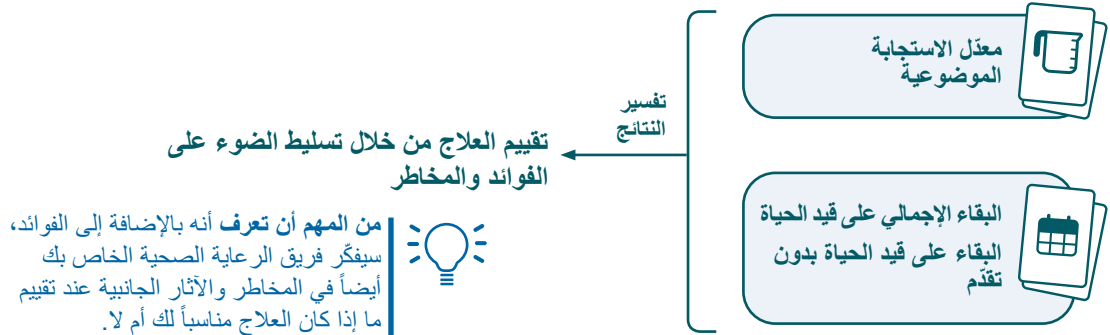 معدّل الاستجابة
الموضوعية
البقاء الإجمالي على قيد الحياة
البقاء على قيد الحياة بدون
تقدّم
تفسير
النتائج
تقييم العلاج من خلال تسليط الضوء على
الفوائد والمخاطر
من المهم أن تعرف أنه بالإضافة إلى الفوائد،
سيفكّر فريق الرعاية الصحية الخاص بك
أيضاً في المخاطر والآثار الجانبية عند تقييم
ما إذا كان العلاج مناسباً لك أم لا.